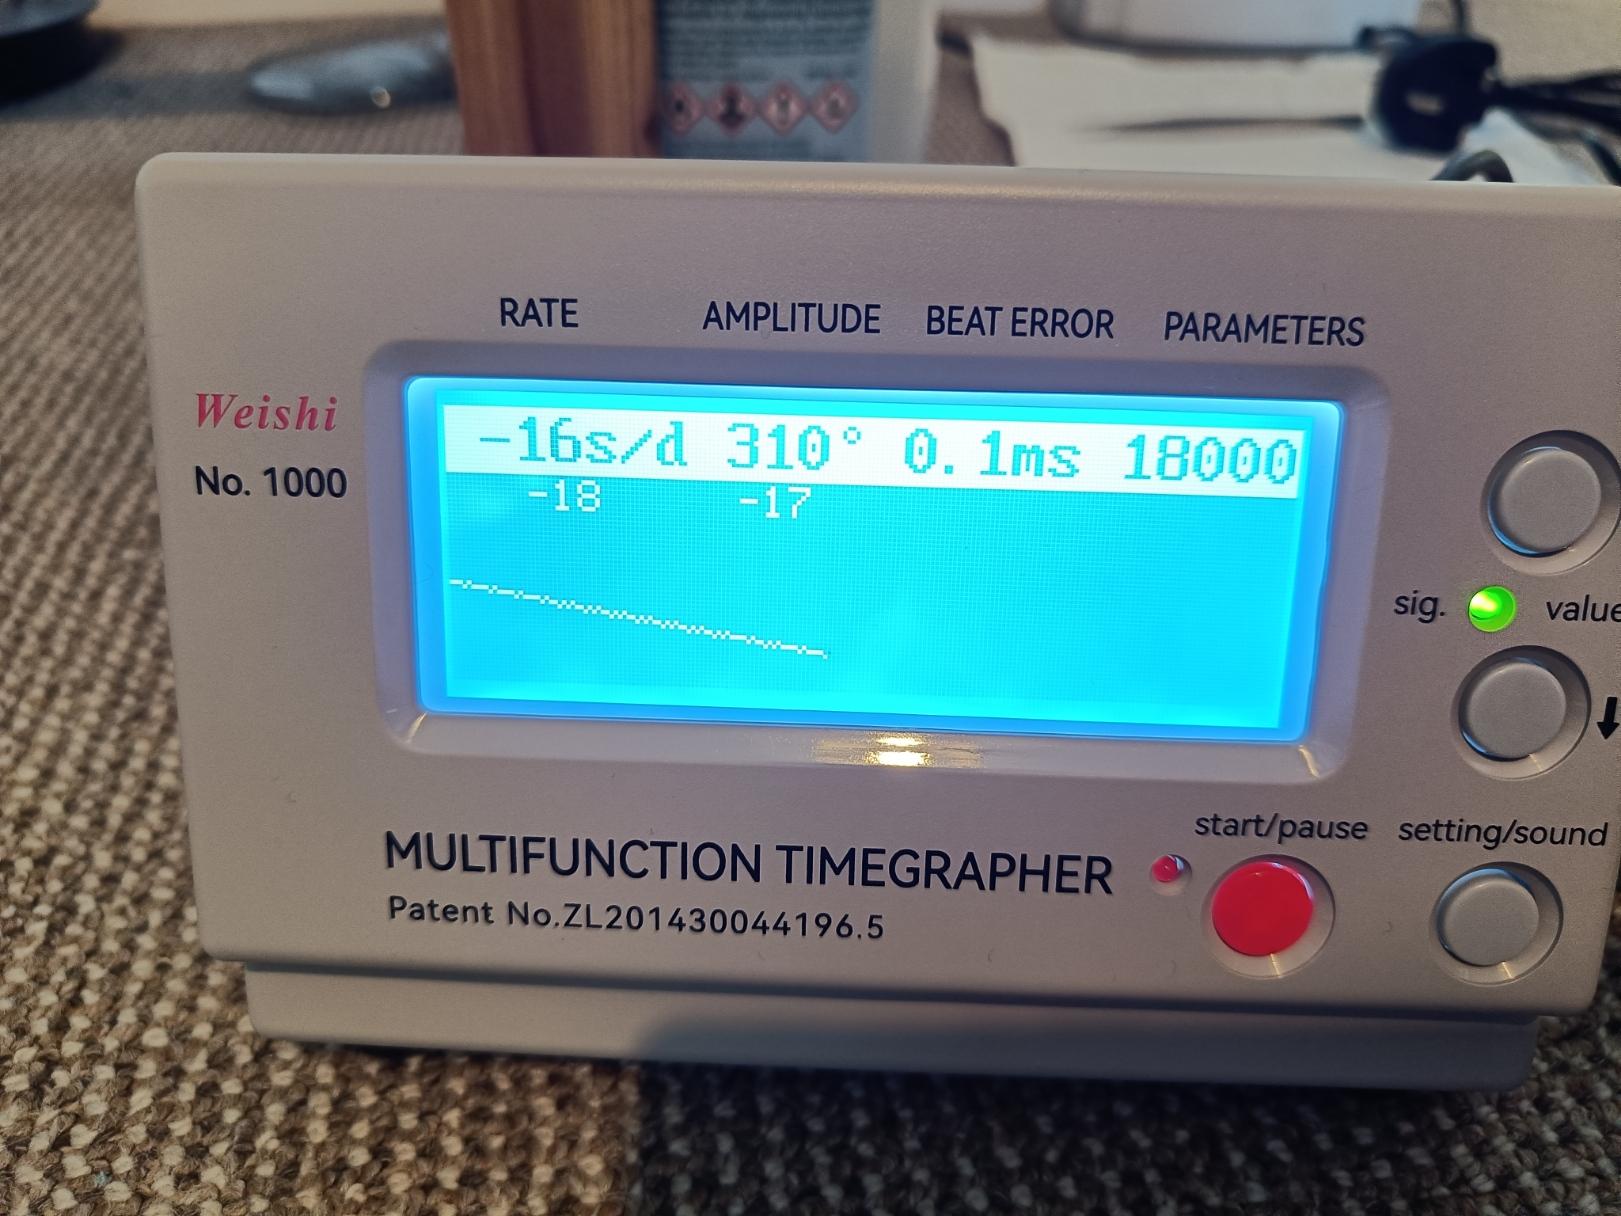 RATE AMPLITUDE BEAT ERROR PARAMETERS
Weishi
No. 1000
-16s/d 310° 0.1ms 18000
-18 -17
sig. value
↓
start/pause setting/sound
MULTIFUNCTION TIMEGRAPHER
Patent No.ZL201430044196.5